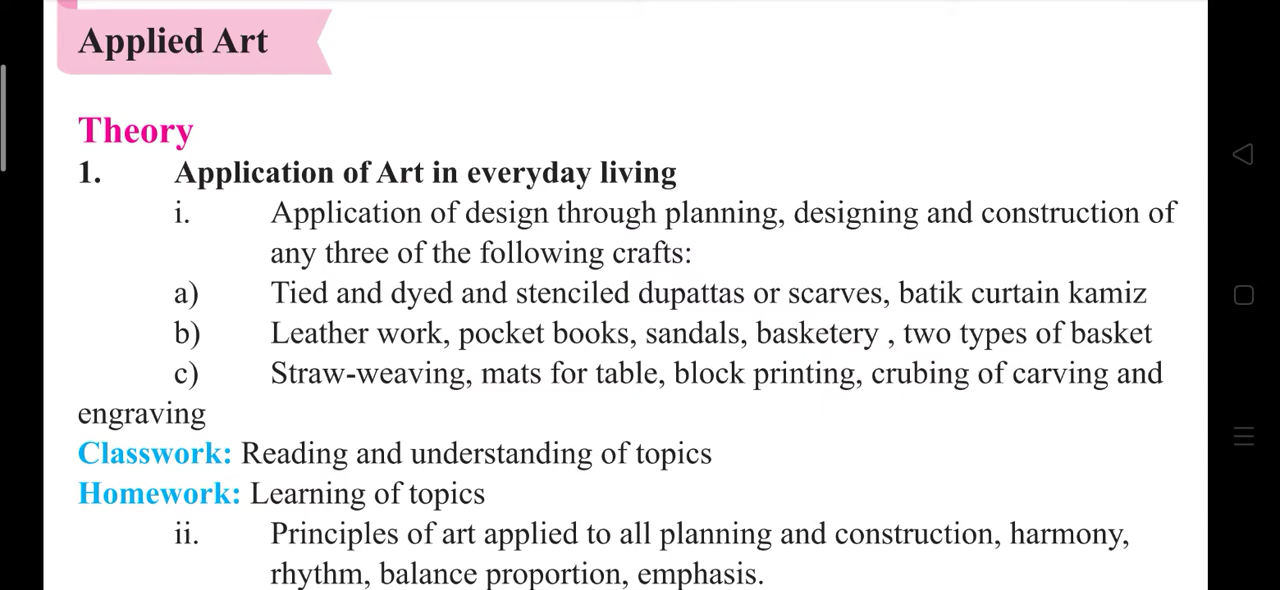 Applied Art
Theory
1. Application of Art in everyday living
i. Application of design through planning, designing and construction of
any three of the following crafts:
a) Tied and dyed and stenciled dupattas or scarves, batik curtain kamiz
b) Leather work, pocket books, sandals, basketery , two types of basket
c) Straw-weaving, mats for table, block printing, crubing of carving and
engraving
Classwork: Reading and understanding of topics
Homework: Learning of topics
ii. Principles of art applied to all planning and construction, harmony,
rhythm, balance proportion, emphasis.